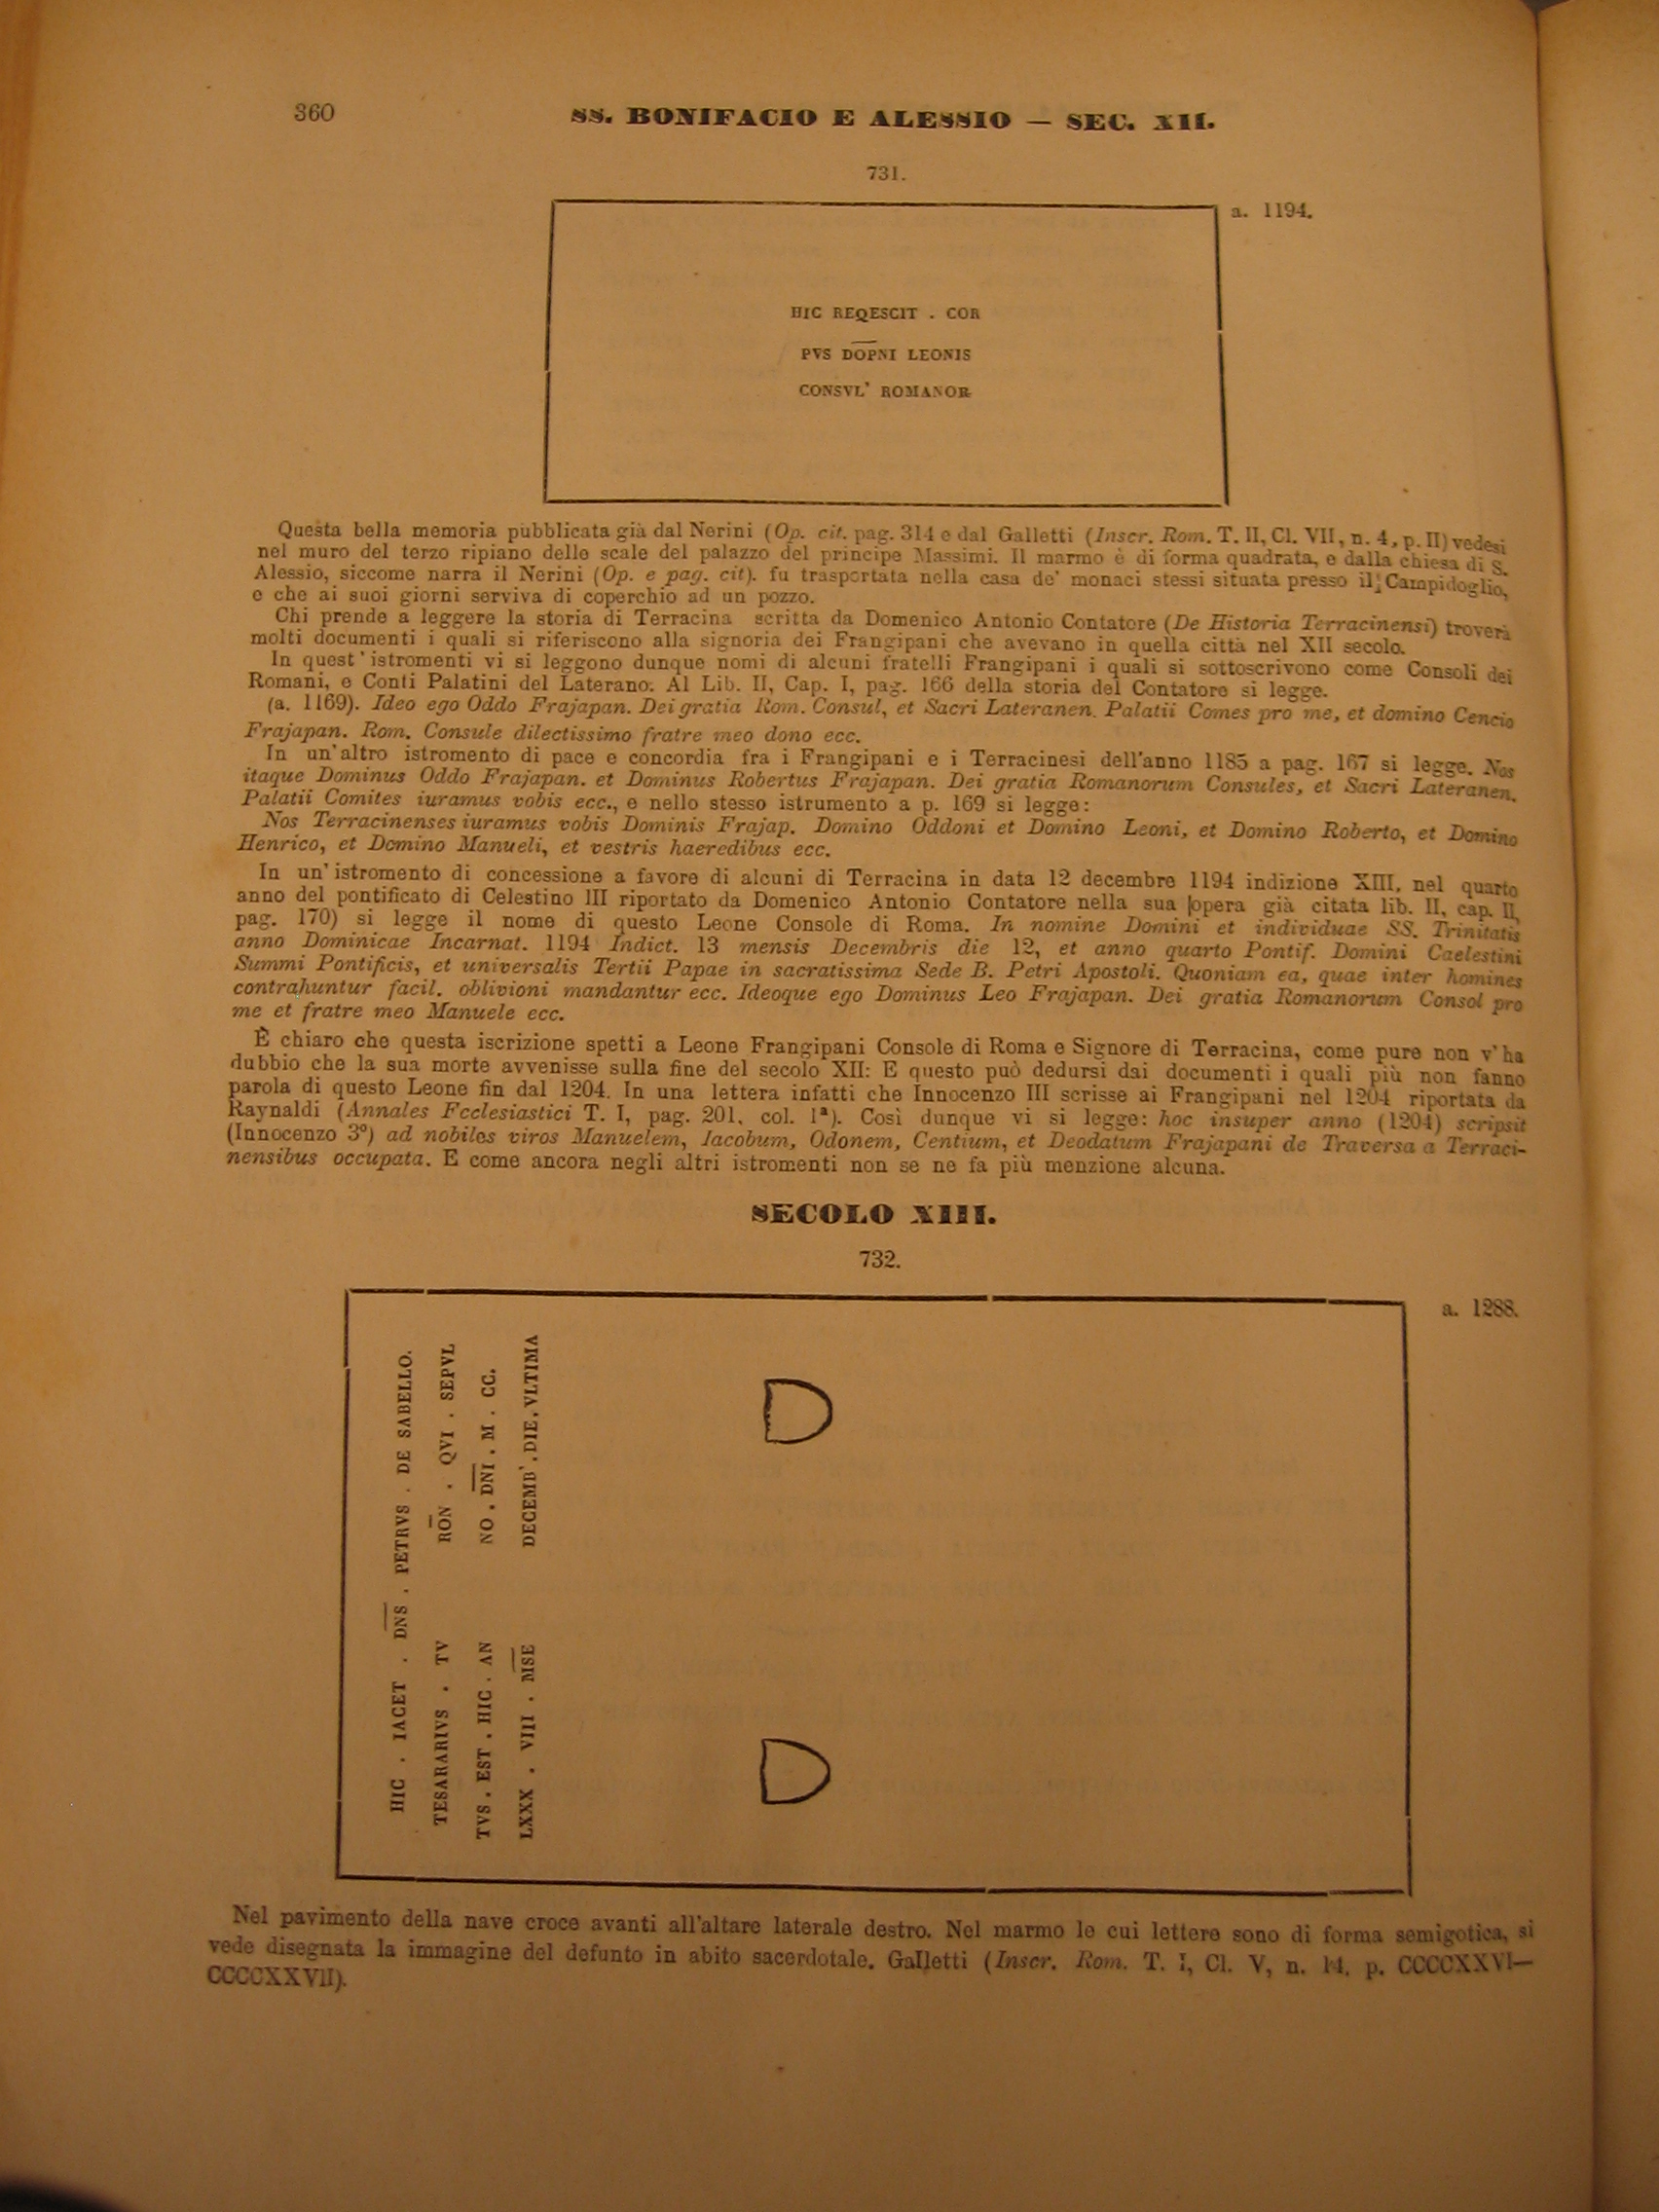 360
SS. BONIFACIO E ALESSIO — SEC. XII.
731.
a. 1194.
HIC REQESCIT . COR
PVS DOP̅NI LEONIS
CONSVL' ROMANOR
Questa bella memoria pubblicata già dal Nerini (Op. cit. pag. 314 e dal Galletti (Inscr. Rom. T. II, Cl. VII, n. 4, p. II) vedesi
nel muro del terzo ripiano delle scale del palazzo del principe Massimi. Il marmo è di forma quadrata, e dalla chiesa di S.
Alessio, siccome narra il Nerini (Op. e pag. cit). fu trasportata nella casa de' monaci stessi situata presso il Campidoglio,
e che ai suoi giorni serviva di coperchio ad un pozzo.
Chi prende a leggere la storia di Terracina scritta da Domenico Antonio Contatore (De Historia Terracinensi) troverà
molti documenti i quali si riferiscono alla signoria dei Frangipani che avevano in quella città nel XII secolo.
In quest'istromenti vi si leggono dunque nomi di alcuni fratelli Frangipani i quali si sottoscrivono come Consoli dei
Romani, e Conti Palatini del Laterano. Al Lib. II, Cap. I, pag. 166 della storia del Contatore si legge.
(a. 1169). Ideo ego Oddo Frajapan. Dei gratia Rom. Consul, et Sacri Lateranen. Palatii Comes pro me, et domino Cencio
Frajapan. Rom. Consule dilectissimo fratre meo dono ecc.
In un'altro istromento di pace e concordia fra i Frangipani e i Terracinesi dell'anno 1185 a pag. 167 si legge. Nos
itaque Dominus Oddo Frajapan. et Dominus Robertus Frajapan. Dei gratia Romanorum Consules, et Sacri Lateranen.
Palatii Comites iuramus vobis ecc., e nello stesso istrumento a p. 169 si legge:
Nos Terracinenses iuramus vobis Dominis Frajap. Domino Oddoni et Domino Leoni, et Domino Roberto, et Domino
Henrico, et Domino Manueli, et vestris haeredibus ecc.
In un'istromento di concessione a favore di alcuni di Terracina in data 12 decembre 1194 indizione XIII, nel quarto
anno del pontificato di Celestino III riportato da Domenico Antonio Contatore nella sua opera già citata lib. II, cap. II,
pag. 170) si legge il nome di questo Leone Console di Roma. In nomine Domini et individuae SS. Trinitatis
anno Dominicae Incarnat. 1194 Indict. 13 mensis Decembris die 12, et anno quarto Pontif. Domini Caelestini
Summi Pontificis, et universalis Tertii Papae in sacratissima Sede B. Petri Apostoli. Quoniam ea, quae inter homines
contrahuntur facil. oblivioni mandantur ecc. Ideoque ego Dominus Leo Frajapan. Dei gratia Romanorum Consol pro
me et fratre meo Manuele ecc.
È chiaro che questa iscrizione spetti a Leone Frangipani Console di Roma e Signore di Terracina, come pure non v'ha
dubbio che la sua morte avvenisse sulla fine del secolo XII: E questo può dedursi dai documenti i quali più non fanno
parola di questo Leone fin dal 1204. In una lettera infatti che Innocenzo III scrisse ai Frangipani nel 1204 riportata da
Raynaldi (Annales Fcclesiastici T. I, pag. 201, col. 1ª). Così dunque vi si legge: hoc insuper anno (1204) scripsit
(Innocenzo 3º) ad nobiles viros Manuelem, Iacobum, Odonem, Centium, et Deodatum Frajapani de Traversa a Terraci-
nensibus occupata. E come ancora negli altri istromenti non se ne fa più menzione alcuna.
SECOLO XIII.
732.
a. 1288.
HIC . IACET . D̅N̅S . PETRVS . DE SABELLO.
TESARARIVS . TV RO̅N . QVI . SEPVL
TVS . EST . HIC . AN NO . D̅N̅I . M . CC.
LXXX . VIII . M̅S̅E DECEMB' . DIE . VLTIMA
Nel pavimento della nave croce avanti all'altare laterale destro. Nel marmo le cui lettere sono di forma semigotica, si
vede disegnata la immagine del defunto in abito sacerdotale. Galletti (Inscr. Rom. T. I, Cl. V, n. 14, p. CCCCXXVI—
CCCCXXVII).